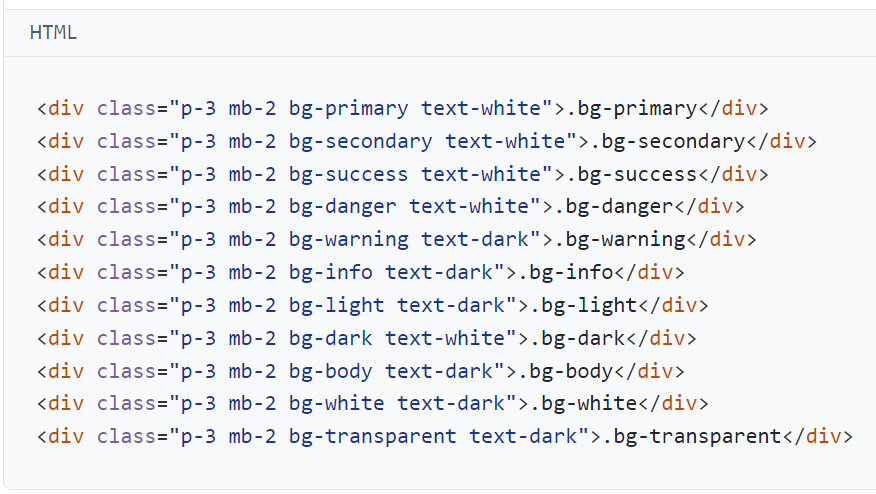 HTML
<div class="p-3 mb-2 bg-primary text-white">.bg-primary</div>
<div class="p-3 mb-2 bg-secondary text-white">.bg-secondary</div>
<div class="p-3 mb-2 bg-success text-white">.bg-success</div>
<div class="p-3 mb-2 bg-danger text-white">.bg-danger</div>
<div class="p-3 mb-2 bg-warning text-dark">.bg-warning</div>
<div class="p-3 mb-2 bg-info text-dark">.bg-info</div>
<div class="p-3 mb-2 bg-light text-dark">.bg-light</div>
<div class="p-3 mb-2 bg-dark text-white">.bg-dark</div>
<div class="p-3 mb-2 bg-body text-dark">.bg-body</div>
<div class="p-3 mb-2 bg-white text-dark">.bg-white</div>
<div class="p-3 mb-2 bg-transparent text-dark">.bg-transparent</div>